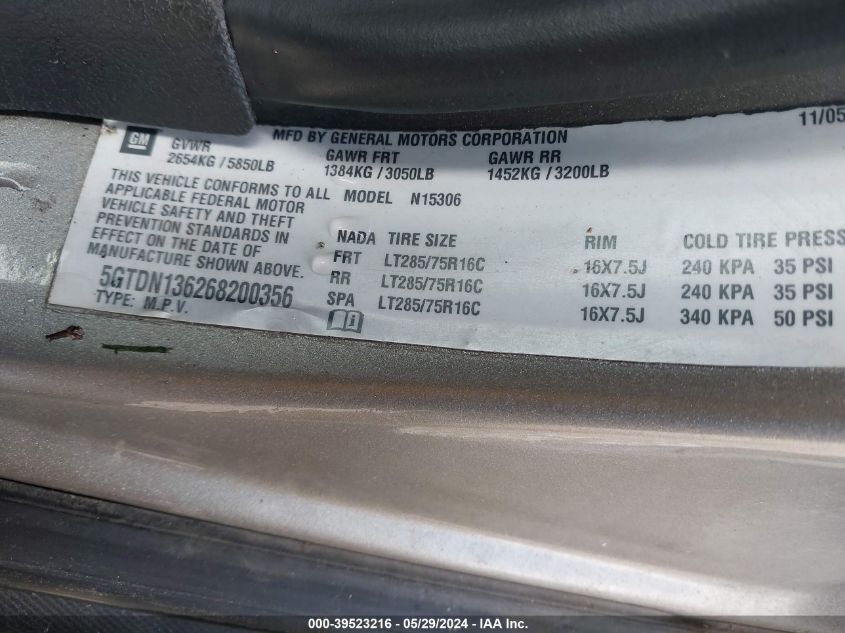 11/05
GM
MFD BY GENERAL MOTORS CORPORATION
GVWR GAWR FRT GAWR RR
2654KG / 5850LB 1384KG / 3050LB 1452KG / 3200LB
THIS VEHICLE CONFORMS TO ALL
APPLICABLE FEDERAL MOTOR
VEHICLE SAFETY AND THEFT
PREVENTION STANDARDS IN
EFFECT ON THE DATE OF
MANUFACTURE SHOWN ABOVE.
5GTDN136268200356
TYPE: M.P.V.
MODEL N15306
NADA TIRE SIZE RIM COLD TIRE PRESS
FRT LT285/75R16C 16X7.5J 240 KPA 35 PSI
RR LT285/75R16C 16X7.5J 240 KPA 35 PSI
SPA LT285/75R16C 16X7.5J 340 KPA 50 PSI
000-39523216 - 05/29/2024 - IAAI Inc.